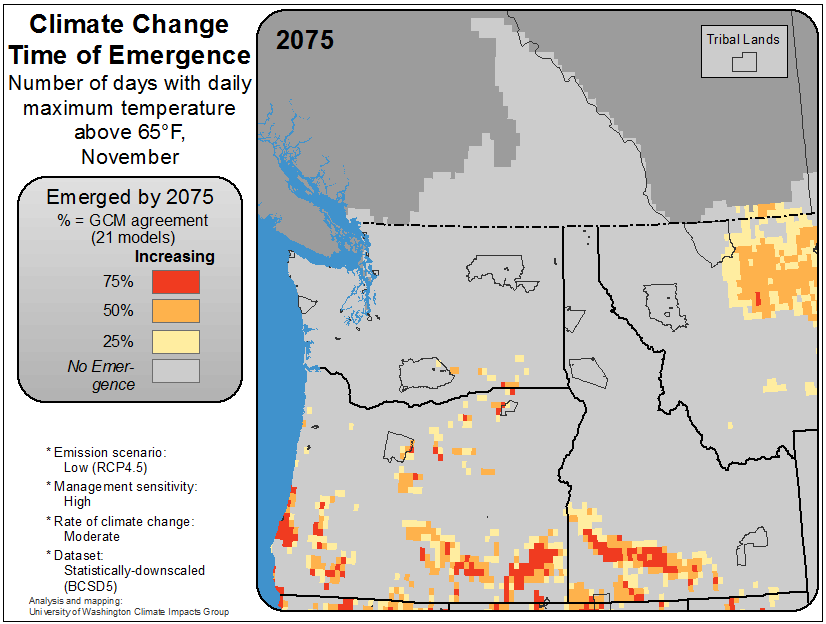 Climate Change
Time of Emergence
Number of days with daily
maximum temperature
above 65°F,
November
Emerged by 2075
% = GCM agreement
(21 models)
Increasing
75%
50%
25%
No Emer-
gence
* Emission scenario:
Low (RCP4.5)
* Management sensitivity:
High
* Rate of climate change:
Moderate
* Dataset:
Statistically-downscaled
(BCSD5)
Analysis and mapping:
University of Washington Climate Impacts Group
2075
Tribal Lands